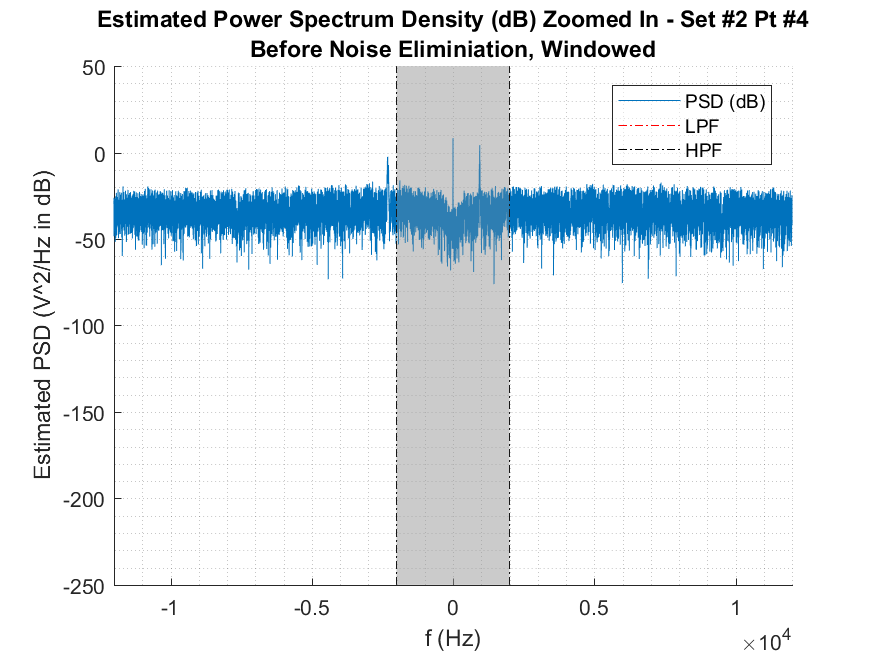 Estimated Power Spectrum Density (dB) Zoomed In - Set #2 Pt #4
Before Noise Eliminiation, Windowed
50
0
-50
-100
-150
-200
-250
Estimated PSD (V^2/Hz in dB)
PSD (dB)
LPF
HPF
-1
-0.5
0
0.5
1
f (Hz)
×10^4